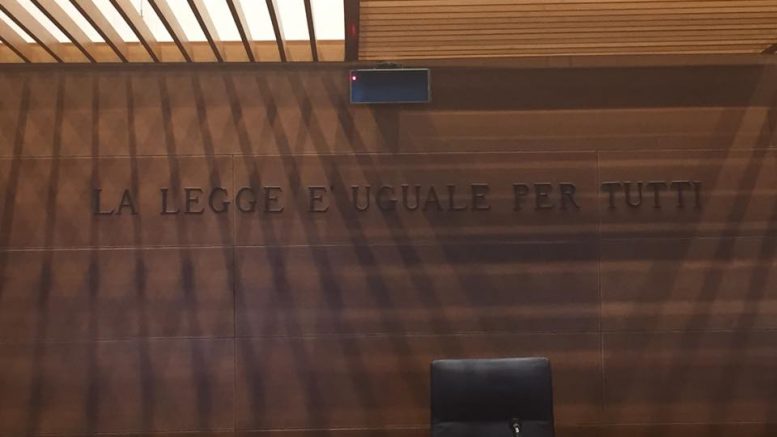 LA LEGGE E' UGUALE PER TUTTI